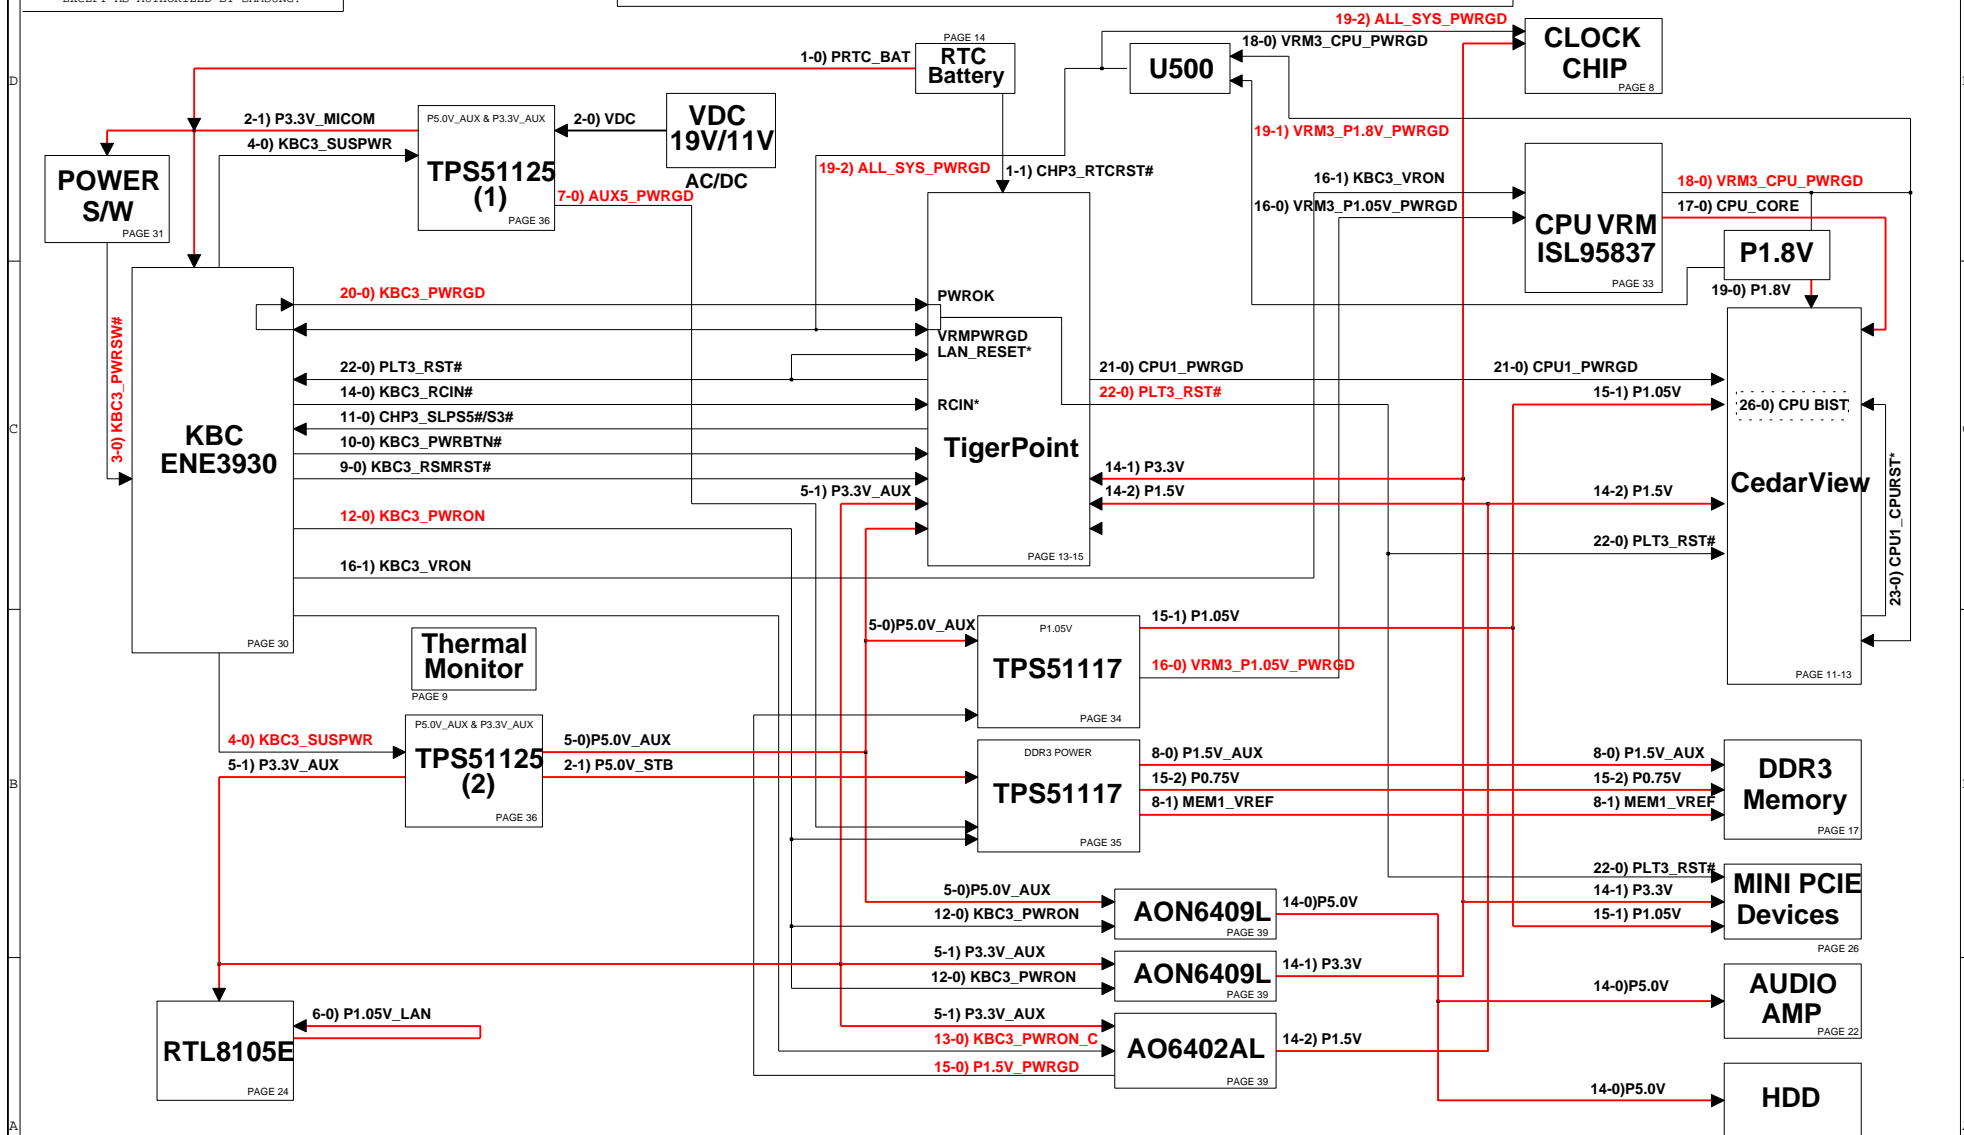 EXCEPT AS AUTHORIZED BY SAMSUNG.
19-2) ALL_SYS_PWRGD
PAGE 14
18-0) VRM3_CPU_PWRGD
CLOCK
CHIP
PAGE 8
1-0) PRTC_BAT
RTC
Battery
U500
D
2-1) P3.3V_MICOM
4-0) KBC3_SUSPWR
P5.0V_AUX & P3.3V_AUX
TPS51125
(1)
PAGE 36
2-0) VDC
VDC
19V/11V
AC/DC
7-0) AUX5_PWRGD
19-2) ALL_SYS_PWRGD
1-1) CHP3_RTCRST#
19-1) VRM3_P1.8V_PWRGD
16-1) KBC3_VRON
16-0) VRM3_P1.05V_PWRGD
CPU VRM
ISL95837
PAGE 33
18-0) VRM3_CPU_PWRGD
17-0) CPU_CORE
P1.8V
19-0) P1.8V
POWER
S/W
PAGE 31
3-0) KBC3_PWRSW#
20-0) KBC3_PWRGD
PWROK
VRMPWRGD
LAN_RESET*
22-0) PLT3_RST#
14-0) KBC3_RCIN#
RCIN*
11-0) CHP3_SLPS5#/S3#
10-0) KBC3_PWRBTN#
9-0) KBC3_RSMRST#
KBC
ENE3930
PAGE 30
C
TigerPoint
PAGE 13-15
21-0) CPU1_PWRGD
22-0) PLT3_RST#
21-0) CPU1_PWRGD
15-1) P1.05V
26-0) CPU BIST
CedarView
23-0) CPU1_CPURST*
PAGE 11-13
5-1) P3.3V_AUX
14-1) P3.3V
14-2) P1.5V
14-2) P1.5V
22-0) PLT3_RST#
12-0) KBC3_PWRON
16-1) KBC3_VRON
Thermal
Monitor
PAGE 9
5-0)P5.0V_AUX
P1.05V
TPS51117
PAGE 34
15-1) P1.05V
16-0) VRM3_P1.05V_PWRGD
4-0) KBC3_SUSPWR
5-1) P3.3V_AUX
P5.0V_AUX & P3.3V_AUX
TPS51125
(2)
PAGE 36
5-0)P5.0V_AUX
2-1) P5.0V_STB
B
DDR3 POWER
TPS51117
PAGE 35
8-0) P1.5V_AUX
15-2) P0.75V
8-1) MEM1_VREF
8-0) P1.5V_AUX
15-2) P0.75V
8-1) MEM1_VREF
DDR3
Memory
PAGE 17
5-0)P5.0V_AUX
12-0) KBC3_PWRON
AON6409L
PAGE 39
14-0)P5.0V
22-0) PLT3_RST#
14-1) P3.3V
15-1) P1.05V
MINI PCIE
Devices
PAGE 26
5-1) P3.3V_AUX
12-0) KBC3_PWRON
AON6409L
PAGE 39
14-1) P3.3V
14-0)P5.0V
AUDIO
AMP
PAGE 22
6-0) P1.05V_LAN
RTL8105E
PAGE 24
5-1) P3.3V_AUX
13-0) KBC3_PWRON_C
15-0) P1.5V_PWRGD
AO6402AL
PAGE 39
14-2) P1.5V
14-0)P5.0V
HDD
A